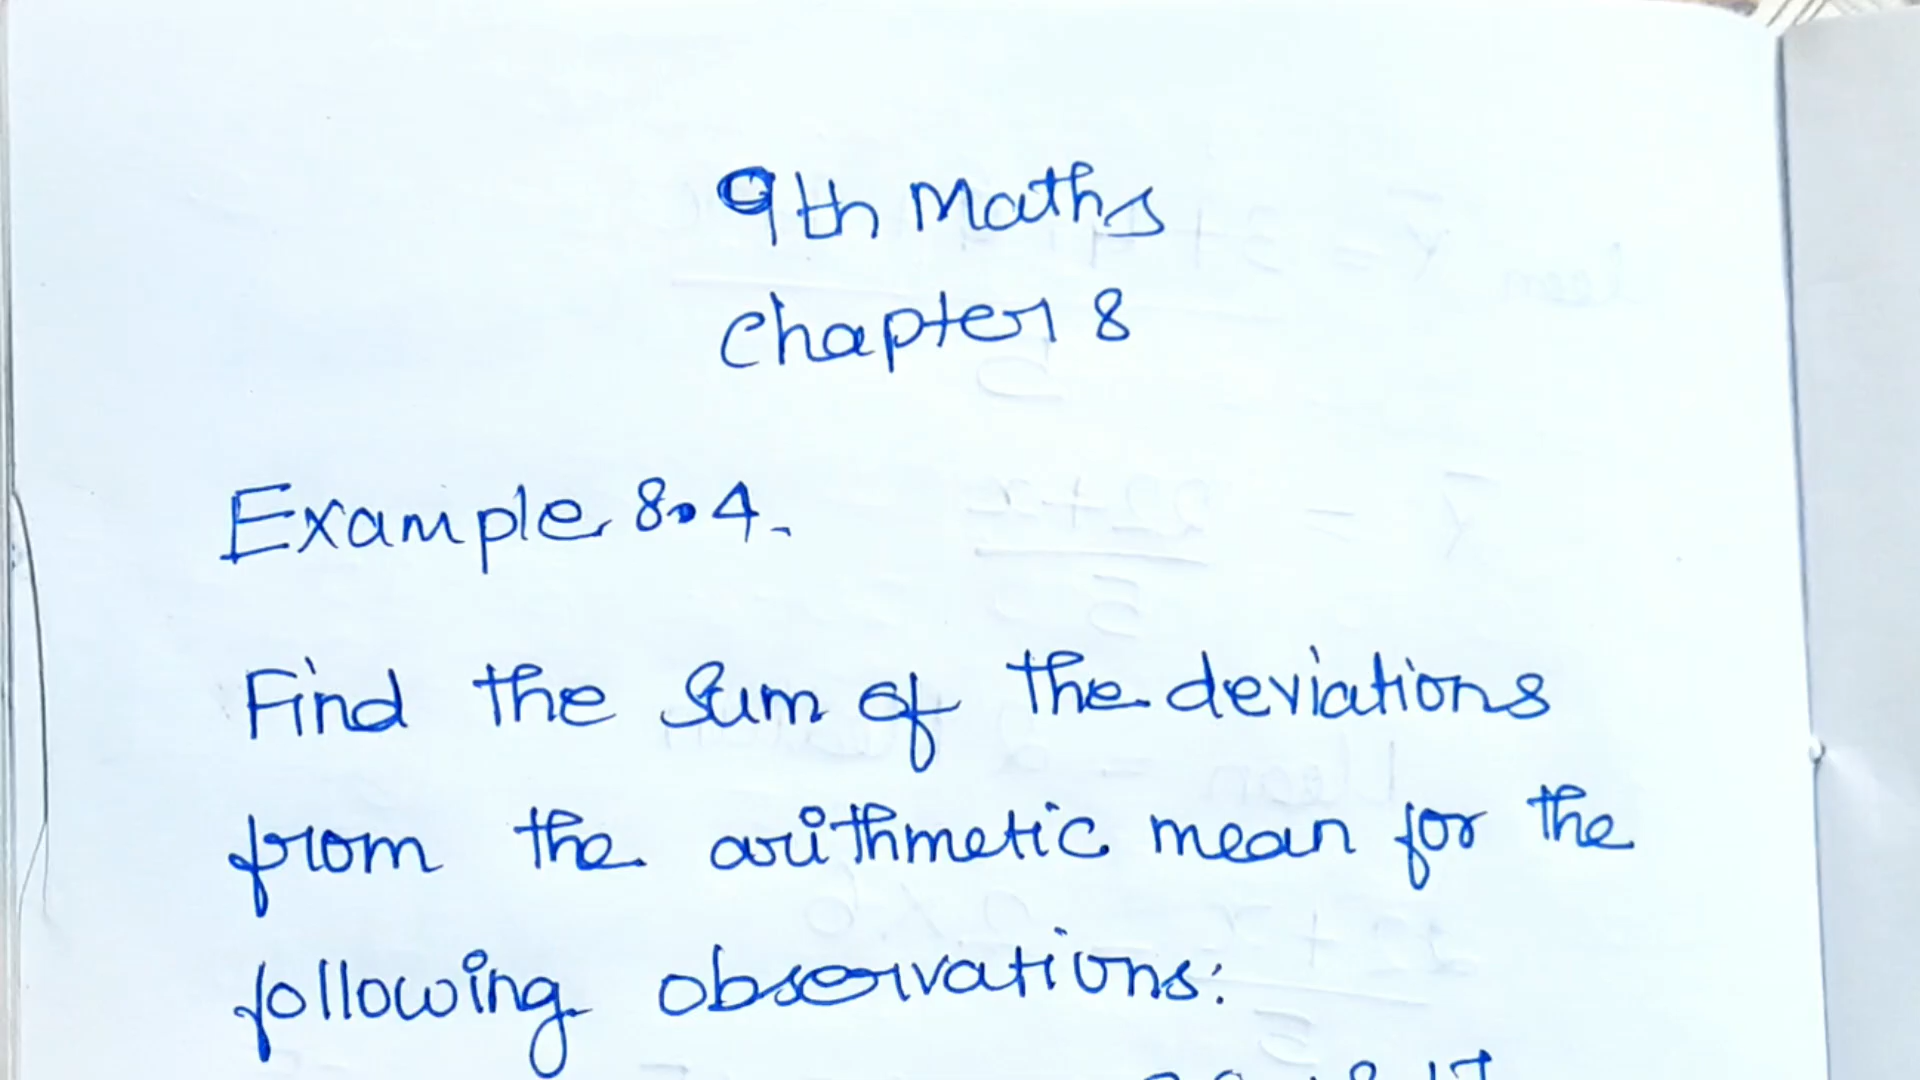 9th Maths
Chapter 8
Example 8.4.
Find the sum of the deviations
from the arithmetic mean for the
following observations: